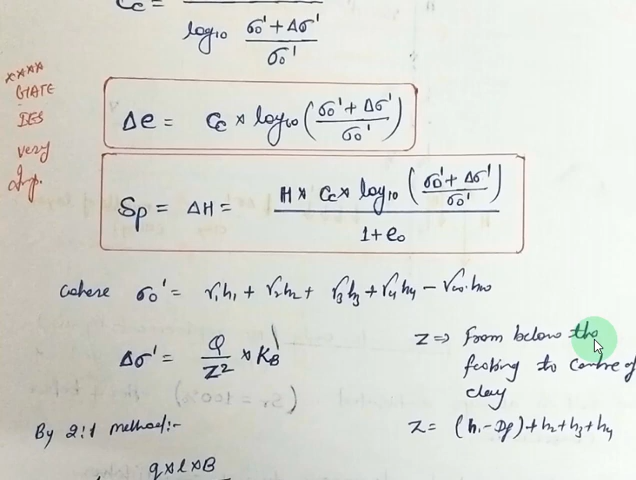 Cc =
log10 σ0' + Δσ' / σ0'
****
GATE
IES
very
Imp.
Δe = Cc * log10 (σ0' + Δσ' / σ0')
Sp = ΔH = H * Cc * log10 (σ0' + Δσ' / σ0') / 1 + e0
where σ0' = γ1h1 + γ2h2 + γ3h3 + γ4h4 - γw.hw
Δσ' = Q / Z² * KB
Z => From below the
footing to centre of
clay
Z = (h1 - Df) + h2 + h3 + h4
By 2:1 method:-
q * l * B